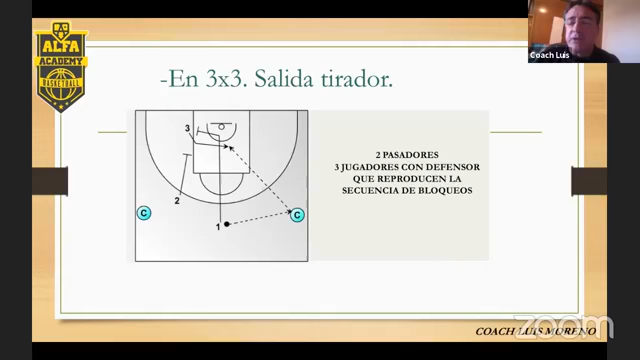 ALFA
ACADEMY
BASKETBALL
Coach Luis
-En 3x3. Salida tirador.
3
2
C
C
1
2 PASADORES
3 JUGADORES CON DEFENSOR
QUE REPRODUCEN LA
SECUENCIA DE BLOQUEOS
COACH LUIS MORENO
zoom